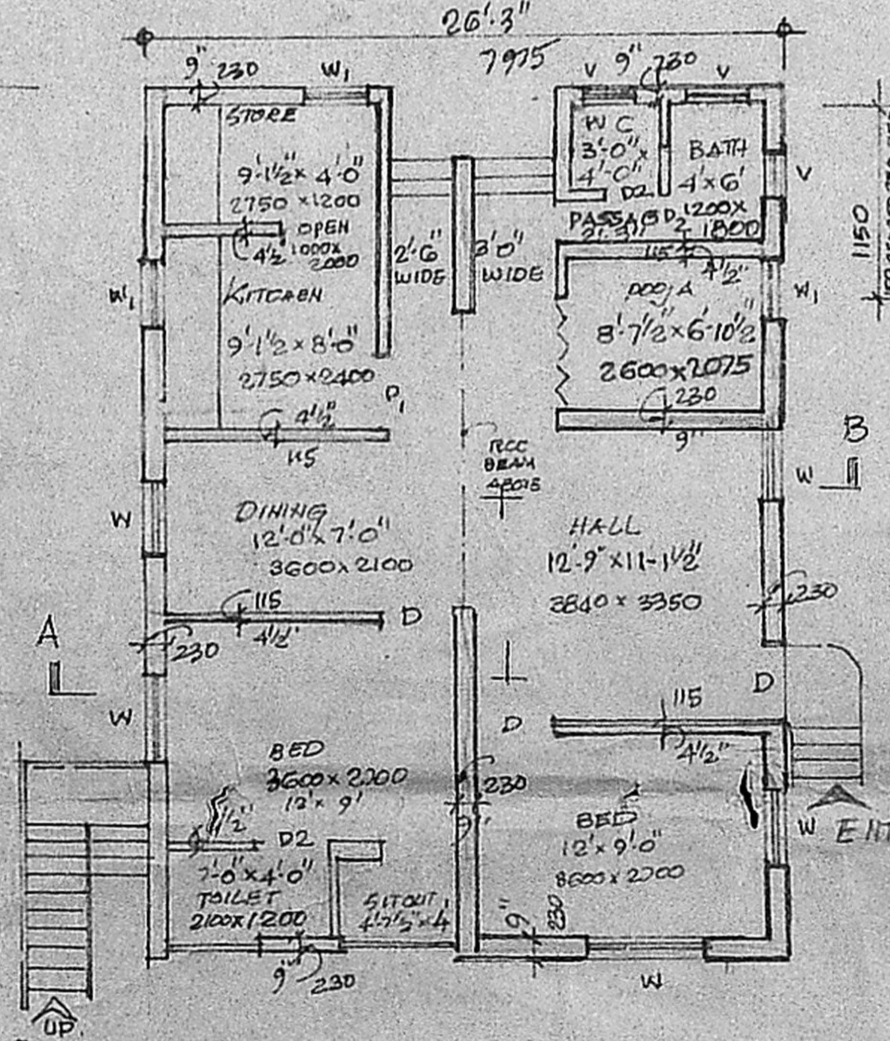 26'-3"
7975
9" 230 W1
V 9" 230 V
STORE
9'-1½" x 4'-0"
2750 x 1200
OPEN
1000 x
2000
4½"
W C
3'-0" x
4'-0"
D2
BATH
4' x 6'
1200 x
1800
V
PASSAGE D2
115 4½"
1150
2'-6"
WIDE
3'-0"
WIDE
W1
KITCHEN
9'-1½ x 8'-0"
2750 x 2400
D1
4½"
115
POOJA
8'-7½" x 6'-10½"
2600 x 2075
230
9"
W1
RCC
BEAM
B
W
W
DINING
12'-0" x 7'-0"
3600 x 2100
HALL
12'-9" x 11'-1½"
3840 x 3350
230
115
4½"
D
A
230
W
D
D
115
4½"
BED
3600 x 2700
12' x 9'
230
9"
BED
12' x 9'-0"
3600 x 2700
W
D2
7'-0" x 4'-0"
TOILET
2100 x 1200
SITOUT
4'-7½" x 4'
9"
230
9"
230
W
UP.